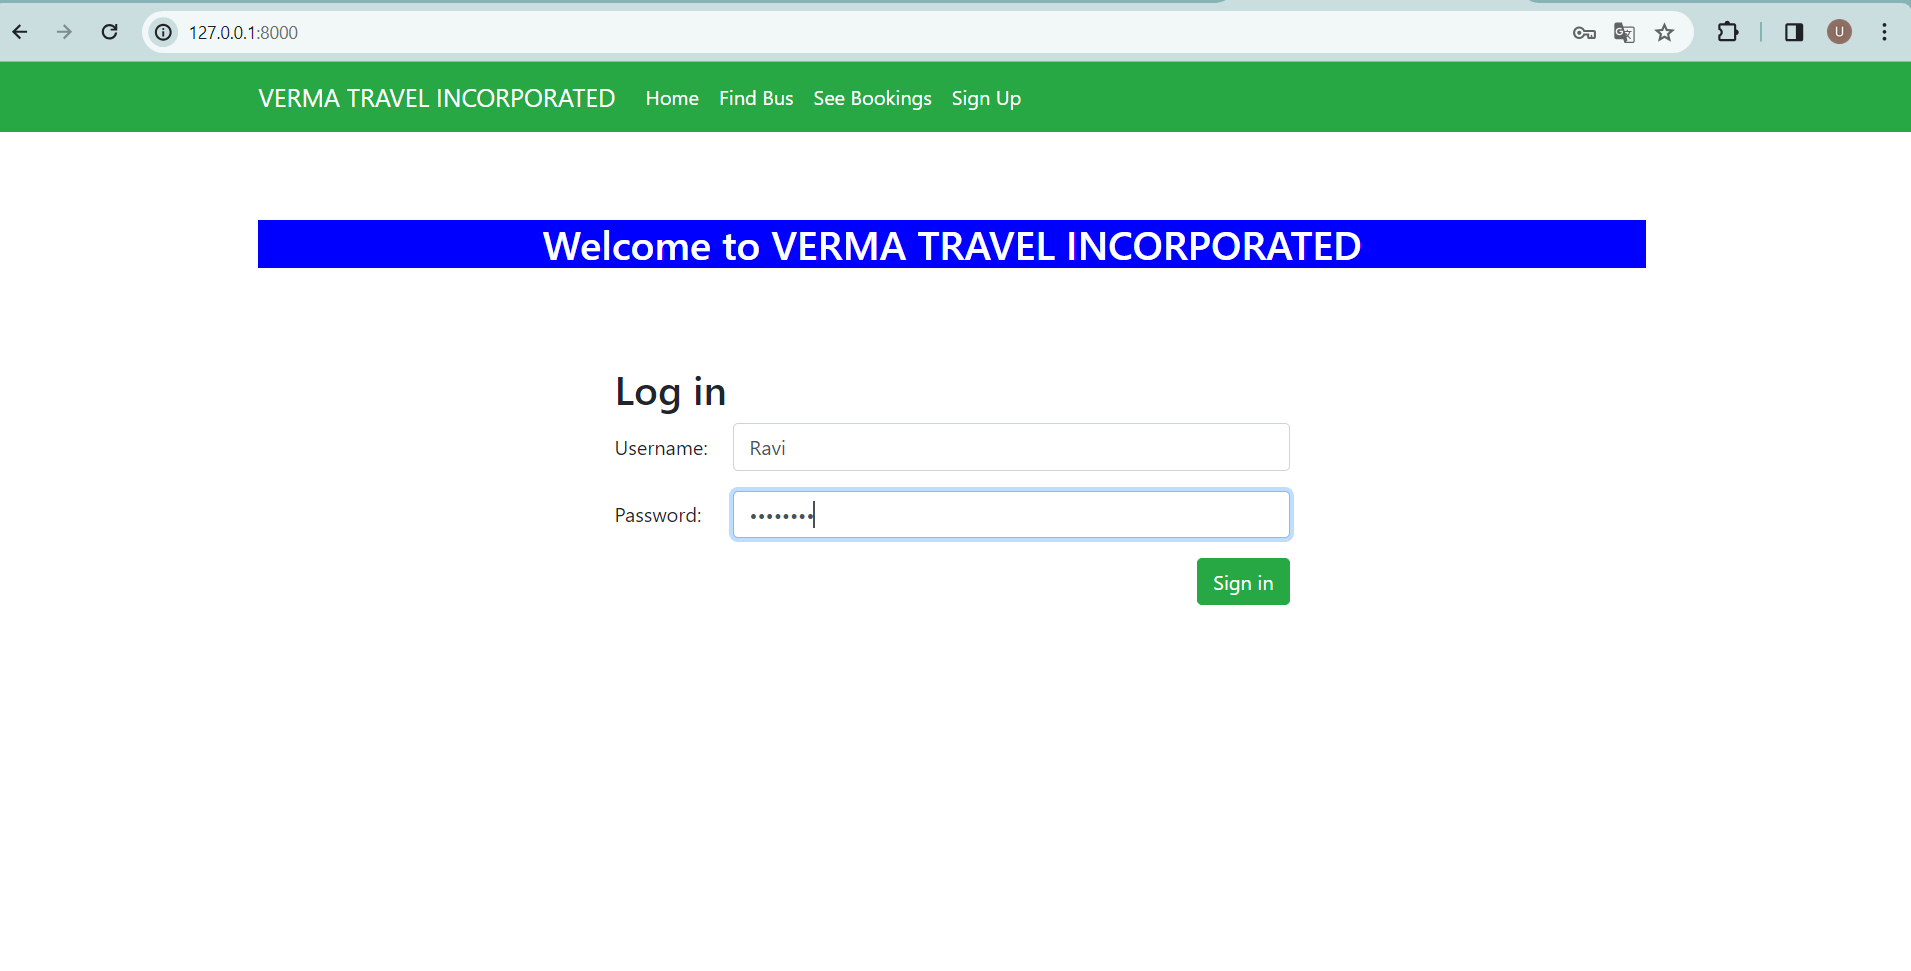 127.0.0.1:8000
U
VERMA TRAVEL INCORPORATED Home Find Bus See Bookings Sign Up
Welcome to VERMA TRAVEL INCORPORATED
Log in
Username: Ravi
Password: ••••••••
Sign in